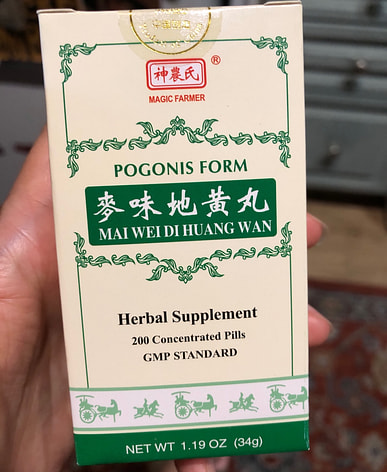 神農氏
®
MAGIC FARMER
POGONIS FORM
麥味地黃丸
MAI WEI DI HUANG WAN
Herbal Supplement
200 Concentrated Pills
GMP STANDARD
NET WT 1.19 OZ (34g)